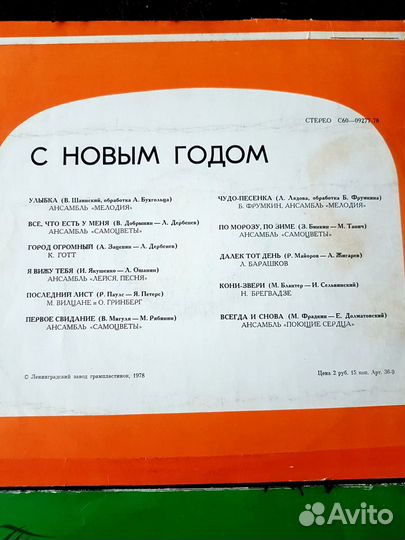 СТЕРЕО С60—09277-78
С НОВЫМ ГОДОМ
УЛЫБКА (В. Шаинский, обработка А. Бухгольца)
АНСАМБЛЬ «МЕЛОДИЯ»
ВСЁ, ЧТО ЕСТЬ У МЕНЯ (В. Добрынин — Л. Дербенев)
АНСАМБЛЬ «САМОЦВЕТЫ»
ГОРОД ОГРОМНЫЙ (А. Зацепин — Л. Дербенев)
К. ГОТТ
Я ВИЖУ ТЕБЯ (И. Якушенко — Л. Ошанин)
АНСАМБЛЬ «ЛЕЙСЯ, ПЕСНЯ»
ПОСЛЕДНИЙ ЛИСТ (Р. Паулс — Я. Петерс)
М. ВИЛЦАНЕ и О. ГРИНБЕРГ
ПЕРВОЕ СВИДАНИЕ (В. Мигуля — М. Рябинин)
АНСАМБЛЬ «САМОЦВЕТЫ»
ЧУДО-ПЕСЕНКА (Л. Лядова, обработка Б. Фрумкина)
Б. ФРУМКИН, АНСАМБЛЬ «МЕЛОДИЯ»
ПО МОРОЗУ, ПО ЗИМЕ (З. Бинкин — М. Танич)
АНСАМБЛЬ «САМОЦВЕТЫ»
ДАЛЕК ТОТ ДЕНЬ (Р. Майоров — А. Жигарев)
Л. БАРАШКОВ
КОНИ-ЗВЕРИ (М. Блантер — И. Сельвинский)
Н. БРЕГВАДЗЕ
ВСЕГДА И СНОВА (М. Фрадкин — Е. Долматовский)
АНСАМБЛЬ «ПОЮЩИЕ СЕРДЦА»
© Ленинградский завод грампластинок, 1978
Цена 2 руб. 15 коп. Арт. 36-9
Avito